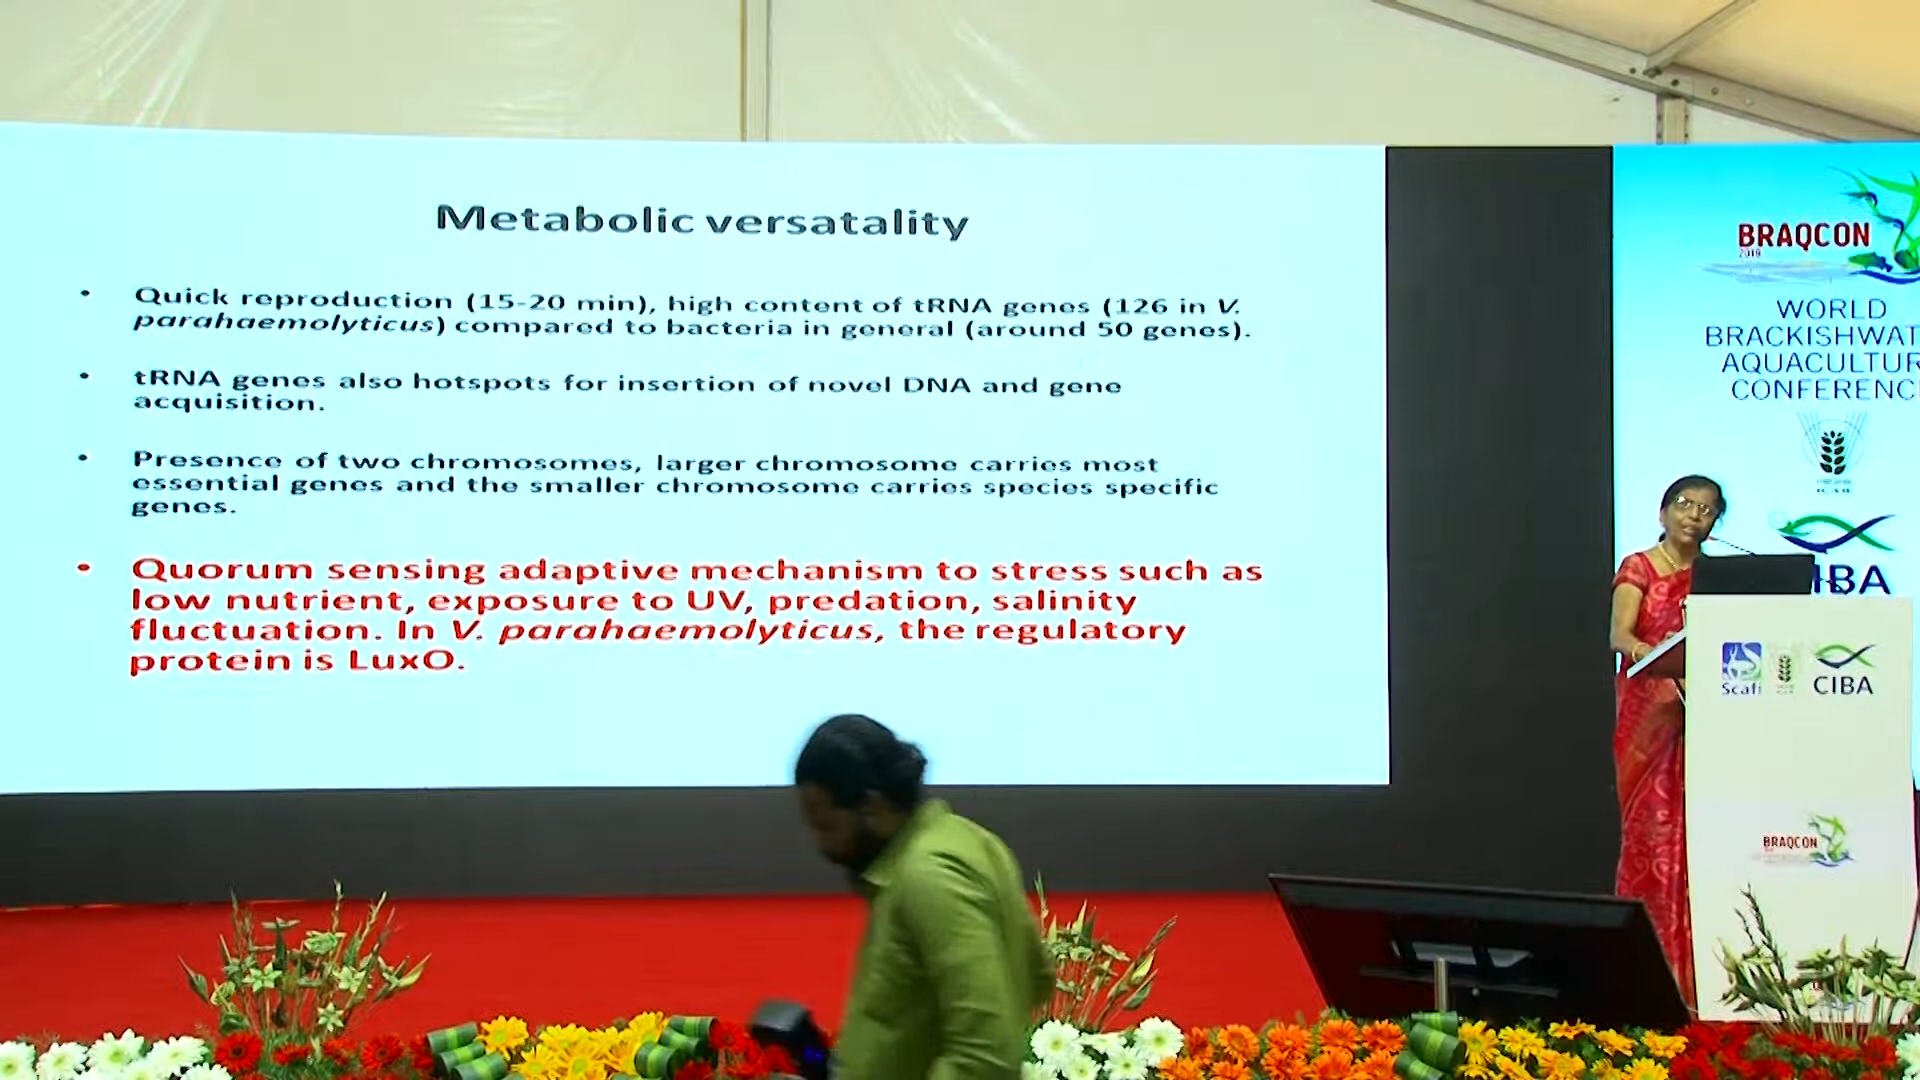 Metabolic versatality
• Quick reproduction (15-20 min), high content of tRNA genes (126 in V.
parahaemolyticus) compared to bacteria in general (around 50 genes).
• tRNA genes also hotspots for insertion of novel DNA and gene
acquisition.
• Presence of two chromosomes, larger chromosome carries most
essential genes and the smaller chromosome carries species specific
genes.
• Quorum sensing adaptive mechanism to stress such as
low nutrient, exposure to UV, predation, salinity
fluctuation. In V. parahaemolyticus, the regulatory
protein is LuxO.
BRAQCON
2019
WORLD
BRACKISHWAT
AQUACULTUR
CONFERENC
ICAR
IBA
Scafi
CIBA
BRAQCON